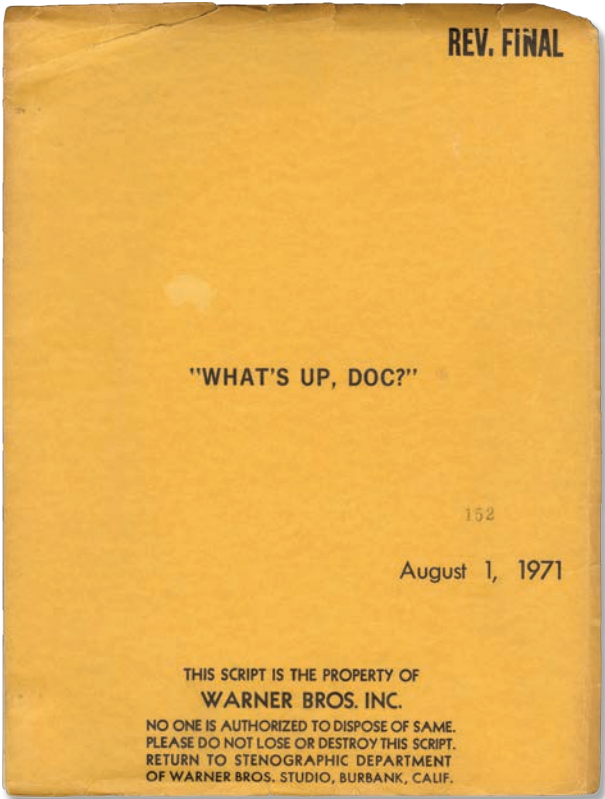 REV. FINAL
"WHAT'S UP, DOC?"
152
August 1, 1971
THIS SCRIPT IS THE PROPERTY OF
WARNER BROS. INC.
NO ONE IS AUTHORIZED TO DISPOSE OF SAME.
PLEASE DO NOT LOSE OR DESTROY THIS SCRIPT.
RETURN TO STENOGRAPHIC DEPARTMENT
OF WARNER BROS. STUDIO, BURBANK, CALIF.